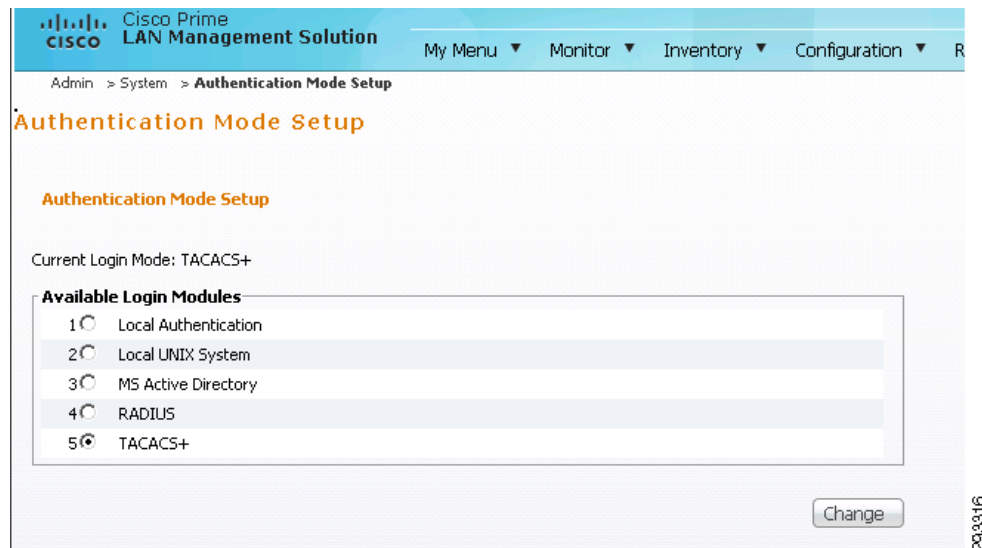 Cisco Prime
CISCO LAN Management Solution
My Menu ▼ Monitor ▼ Inventory ▼ Configuration ▼ R
Admin > System > Authentication Mode Setup
Authentication Mode Setup
Authentication Mode Setup
Current Login Mode: TACACS+
Available Login Modules
1 Local Authentication
2 Local UNIX System
3 MS Active Directory
4 RADIUS
5 TACACS+
Change
293316